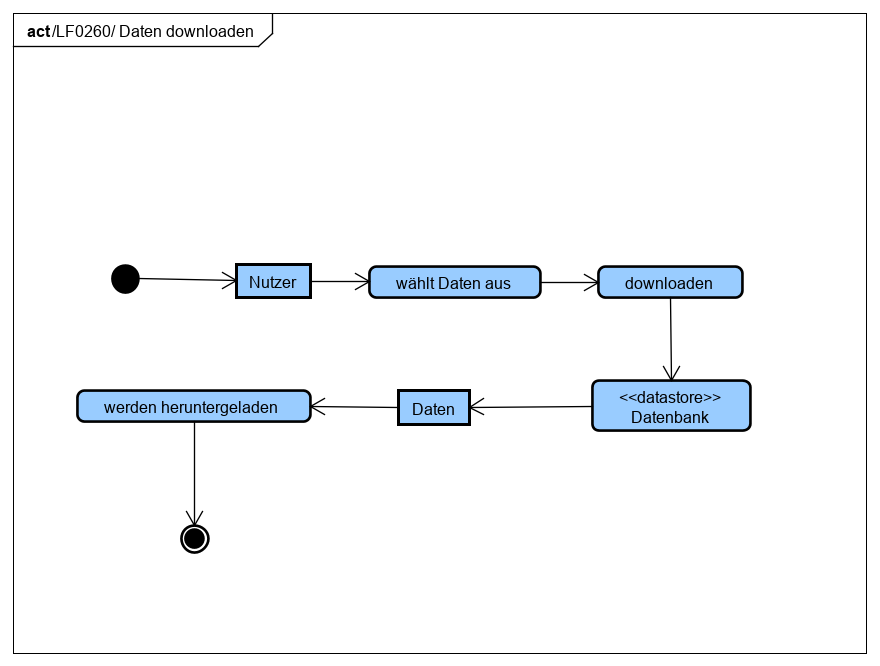 act/LF0260/ Daten downloaden
Nutzer
wählt Daten aus
downloaden
werden heruntergeladen
Daten
<<datastore>>
Datenbank